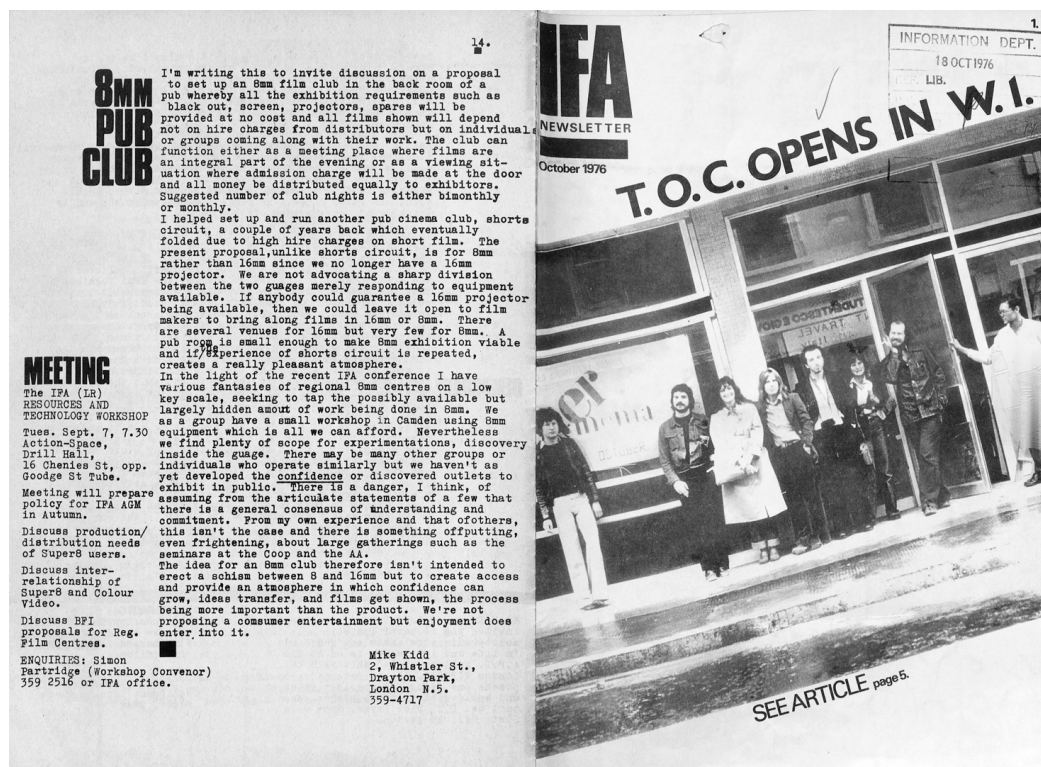 14.
8MM
PUB
CLUB
I'm writing this to invite discussion on a proposal
to set up an 8mm film club in the back room of a
pub whereby all the exhibition requirements such as
black out, screen, projectors, spares will be
provided at no cost and all films shown will depend
not on hire charges from distributors but on individuals
or groups coming along with their work. The club can
function either as a meeting place where films are
an integral part of the evening or as a viewing sit-
uation where admission charge will be made at the door
and all money be distributed equally to exhibitors.
Suggested number of club nights is either bimonthly
or monthly.
I helped set up and run another pub cinema club, shorts
circuit, a couple of years back which eventually
folded due to high hire charges on short film. The
present proposal,unlike shorts circuit, is for 8mm
rather than 16mm since we no longer have a 16mm
projector. We are not advocating a sharp division
between the two guages merely responding to equipment
available. If anybody could guarantee a 16mm projector
being available, then we could leave it open to film
makers to bring along films in 16mm or 8mm. There
are several venues for 16mm but very few for 8mm. A
pub room is small enough to make 8mm exhibition viable
and if/the experience of shorts circuit is repeated,
creates a really pleasant atmosphere.
In the light of the recent IFA conference I have
various fantasies of regional 8mm centres on a low
key scale, seeking to tap the possibly available but
largely hidden amout of work being done in 8mm. We
as a group have a small workshop in Camden using 8mm
equipment which is all we can afford. Nevertheless
we find plenty of scope for experimentations, discovery
inside the guage. There may be many other groups or
individuals who operate similarly but we haven't as
yet developed the confidence or discovered outlets to
exhibit in public. There is a danger, I think, of
assuming from the articulate statements of a few that
there is a general consensus of understanding and
commitment. From my own experience and that ofothers,
this isn't the case and there is something offputting,
even frightening, about large gatherings such as the
seminars at the Coop and the AA.
The idea for an 8mm club therefore isn't intended to
erect a schism between 8 and 16mm but to create access
and provide an atmosphere in which confidence can
grow, ideas transfer, and films get shown, the process
being more important than the product. We're not
proposing a comsumer entertainment but enjoyment does
enter into it.
Mike Kidd
2, Whistler St.,
Drayton Park,
London N.5.
359-4717
MEETING
The IFA (LR)
RESOURCES AND
TECHNOLOGY WORKSHOP
Tues. Sept. 7, 7.30
Action-Space,
Drill Hall,
16 Chenies St, opp.
Goodge St Tube.
Meeting will prepare
policy for IFA AGM
in Autumn.
Discuss production/
distribution needs
of Super8 users.
Discuss inter-
relationship of
Super8 and Colour
Video.
Discuss BFI
proposals for Reg.
Film Centres.
ENQUIRIES: Simon
Partridge (Workshop Convenor)
359 2516 or IFA office.
1.
IFA
NEWSLETTER
October 1976
INFORMATION DEPT.
18 OCT 1976
LIB.
T.O.C. OPENS IN W.I.
TRAVEL
er
inema
SEE ARTICLE page 5.